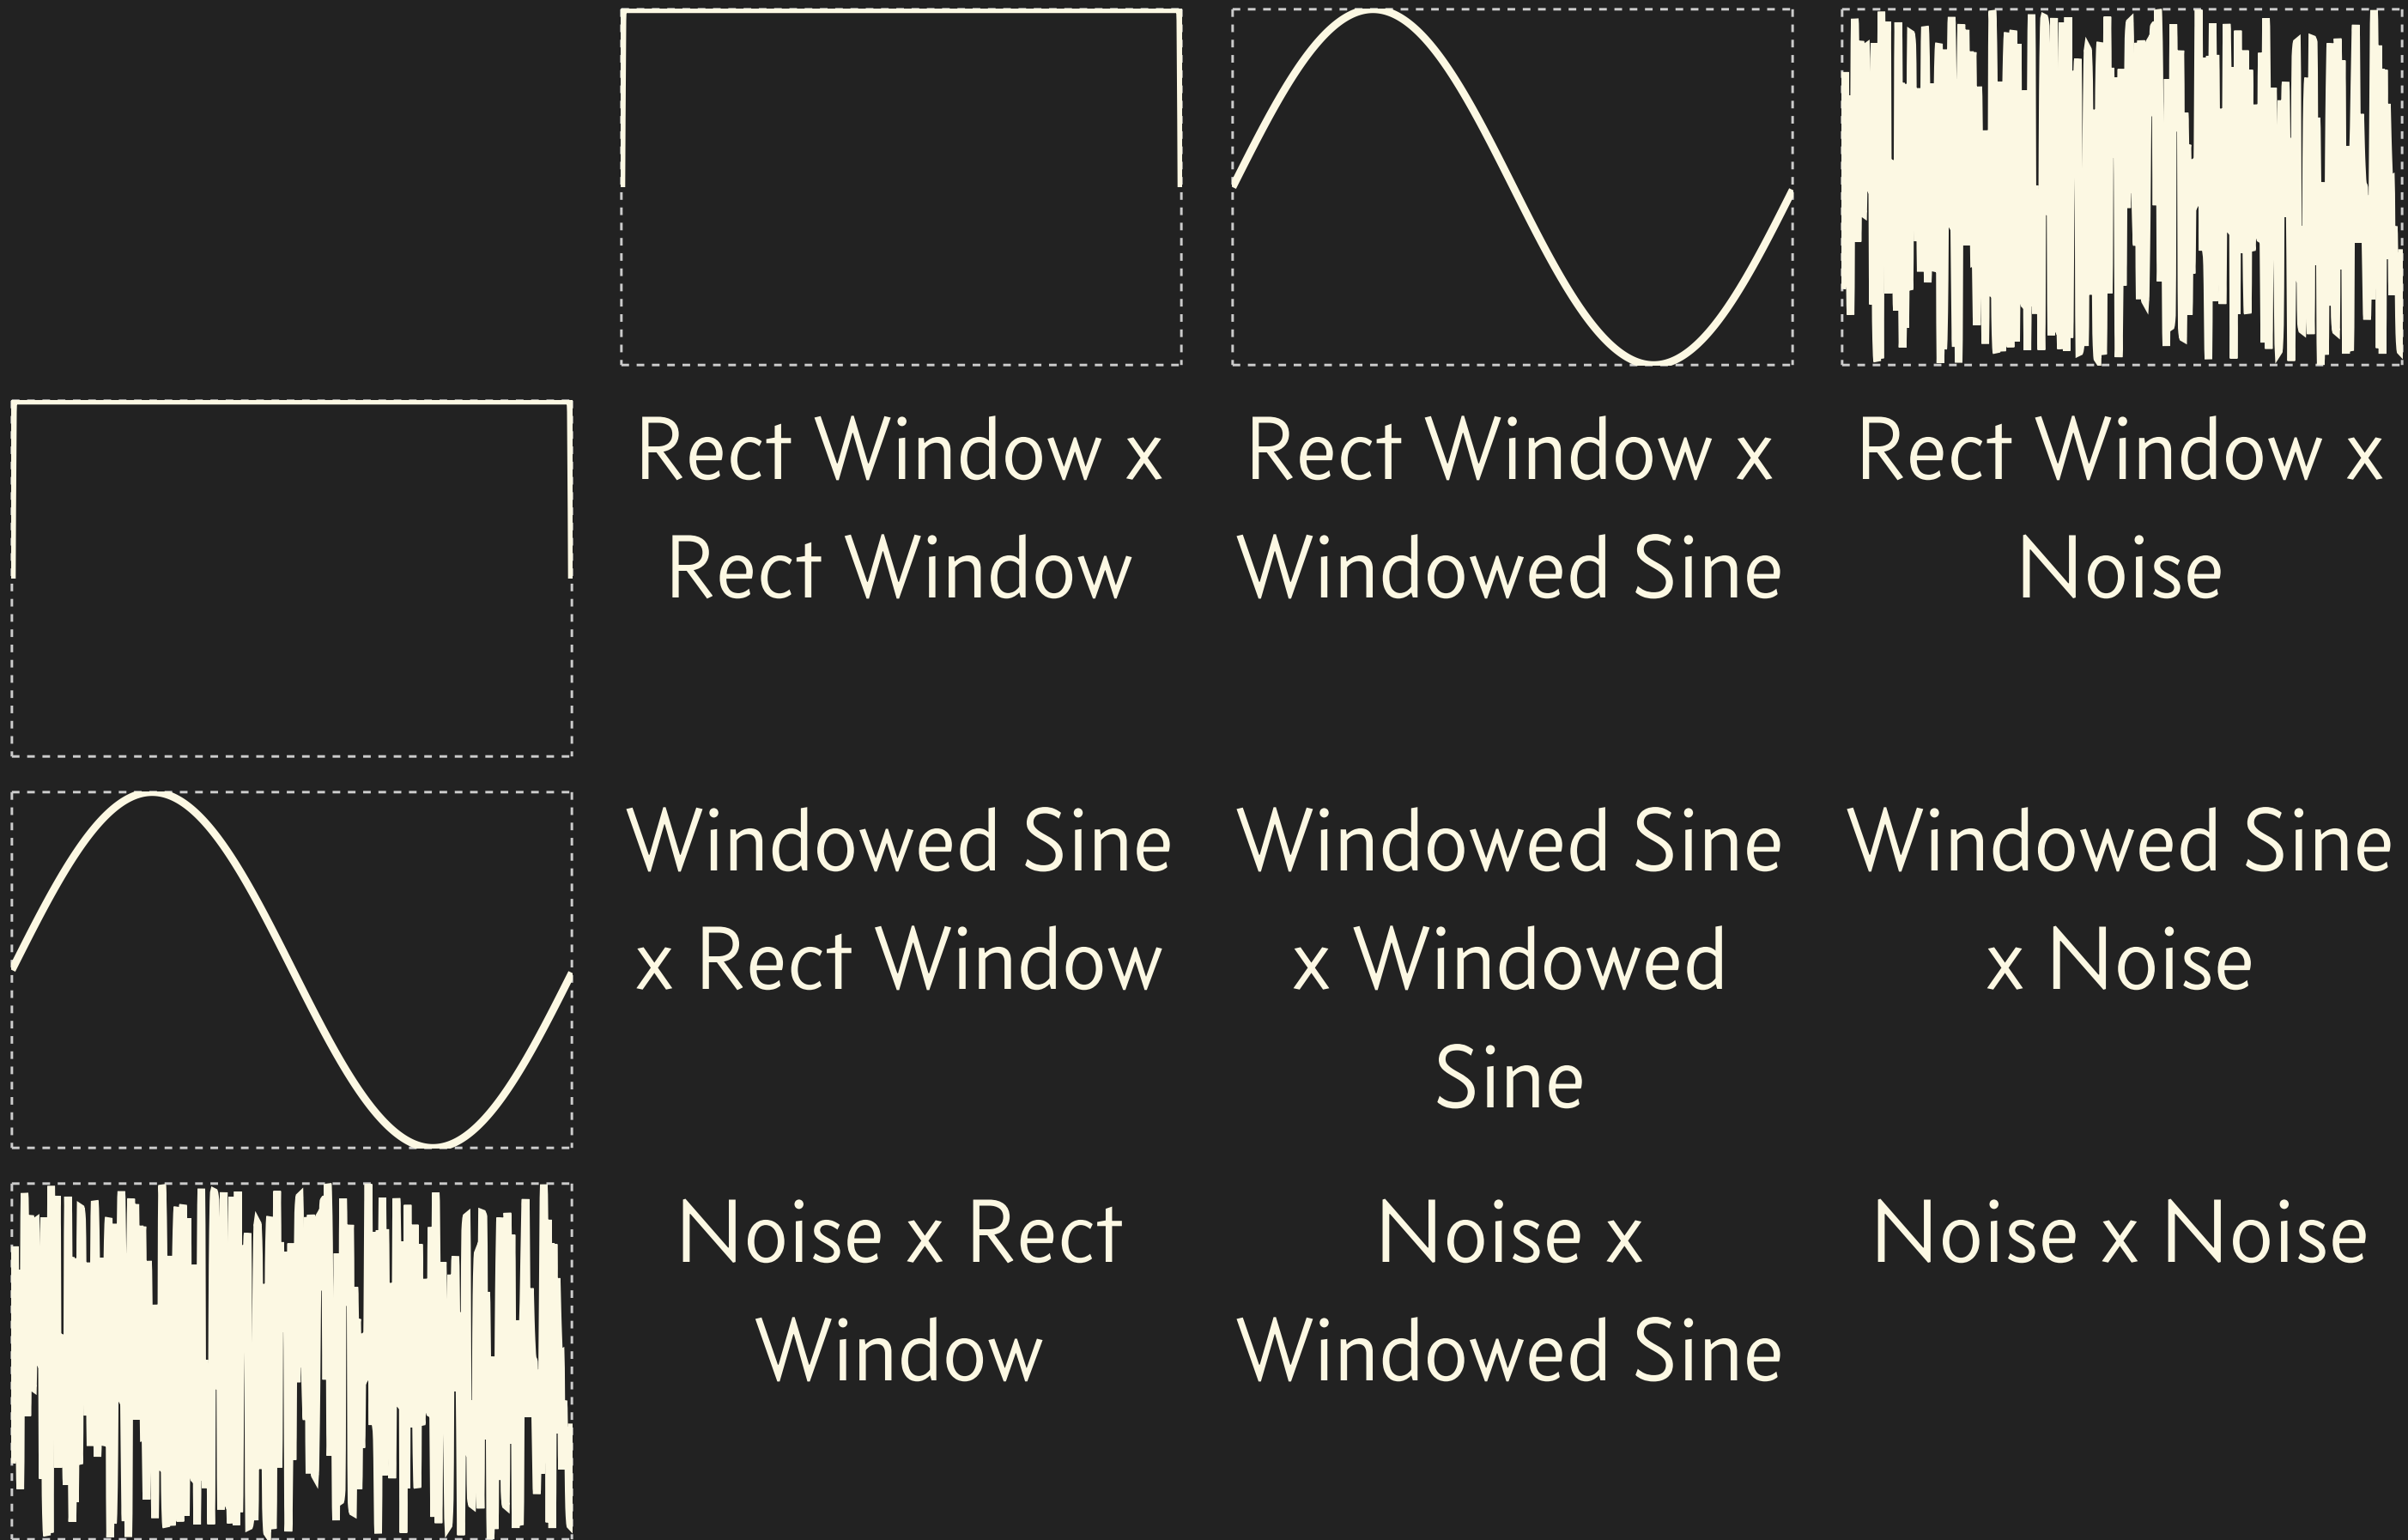 Rect Window x
Rect Window
Rect Window x
Windowed Sine
Rect Window x
Noise
Windowed Sine
x Rect Window
Windowed Sine
x Windowed
Sine
Windowed Sine
x Noise
Noise x Rect
Window
Noise x
Windowed Sine
Noise x Noise